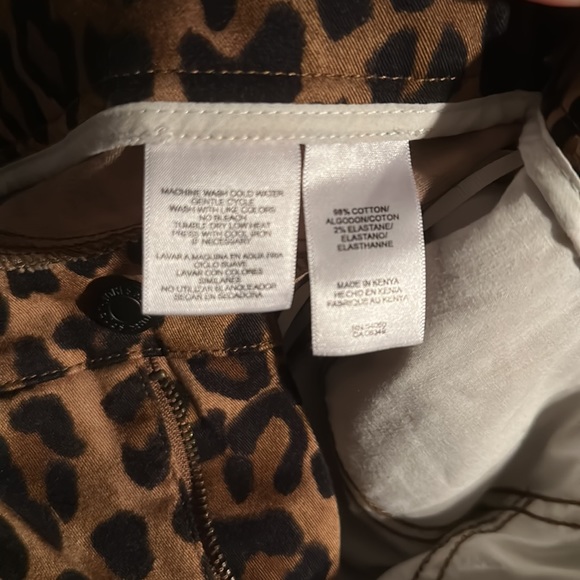 MACHINE WASH COLD WATER
GENTLE CYCLE
WASH WITH LIKE COLORS
NO BLEACH
TUMBLE DRY LOW HEAT
PRESS WITH COOL IRON
IF NECESSARY
LAVAR A MAQUINA EN AQUA FRIA
CICLO SUAVE
LAVAR CON COLORES
SIMILARES
NO UTILIZAR BLANQUEADOR
SECAR EN SECADORA
98% COTTON/
ALGODON/COTON
2% ELASTANE/
ELASTANO/
ELASTHANNE
MADE IN KENYA
HECHO EN KENIA
FABRIQUE AU KENYA